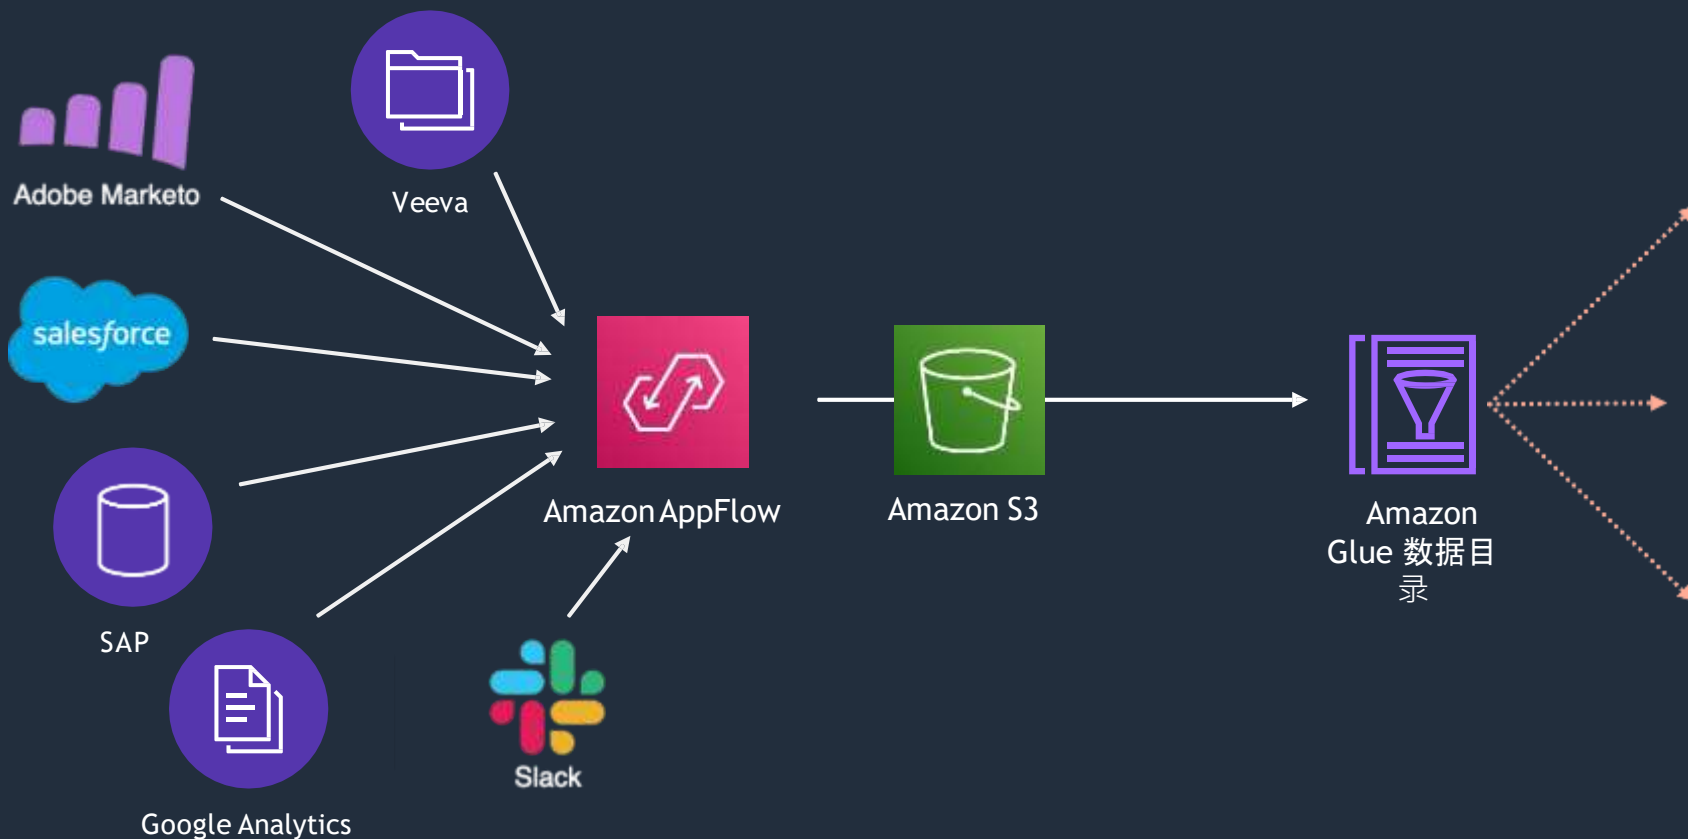 Adobe Marketo
Veeva
salesforce
SAP
Google Analytics
Slack
Amazon AppFlow
Amazon S3
Amazon
Glue 数据目
录